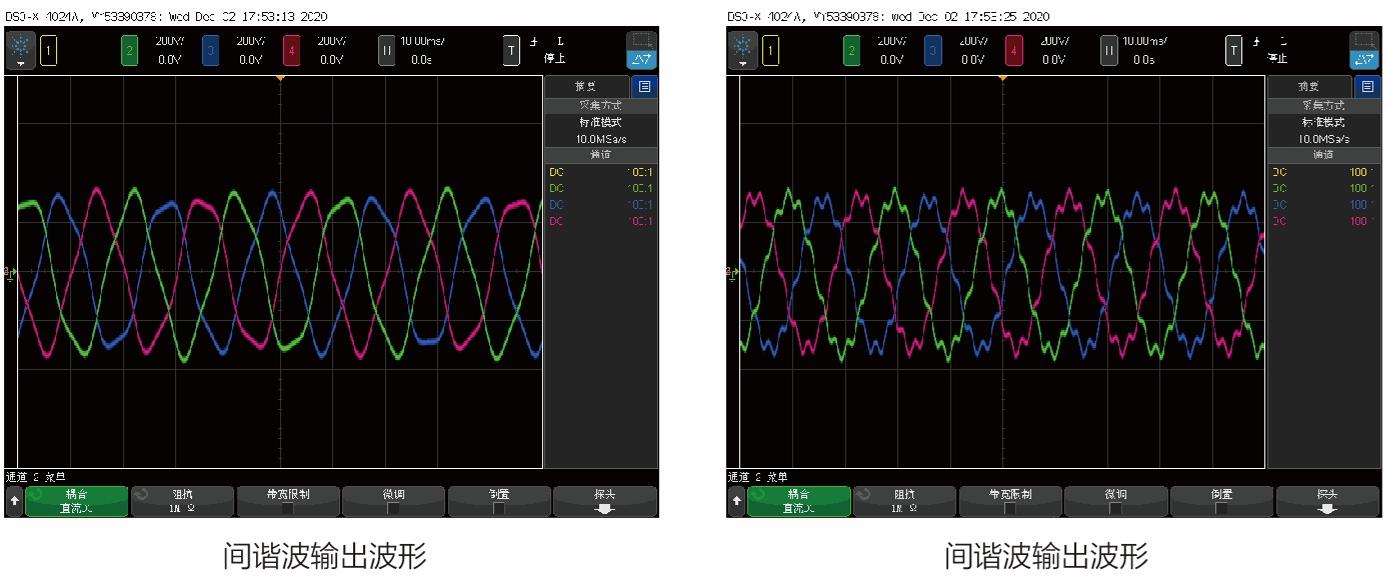 DSO-X 4024A, MY53390378: Wed Dec 02 17:53:13 2020
1 2 200V/ 3 200V/ 4 200V/ H 10.00ms/ T
0.0V 0.0V 0.0V 0.0s 停止
摘要
采集方式
标准模式
10.0MSa/s
通道
DC 100:1
DC 100:1
DC 100:1
DC 100:1
通道 2 菜单
耦合 阻抗 带宽限制 微调 倒置 探头
直流DC 1M Ω
间谐波输出波形
DSO-X 4024A, MY53390378: Wed Dec 02 17:53:25 2020
1 2 200V/ 3 200V/ 4 200V/ H 10.00ms/ T
0.0V 0.0V 0.0V 0.0s 停止
摘要
采集方式
标准模式
10.0MSa/s
通道
DC 100:1
DC 100:1
DC 100:1
DC 100:1
通道 2 菜单
耦合 阻抗 带宽限制 微调 倒置 探头
直流DC 1M Ω
间谐波输出波形